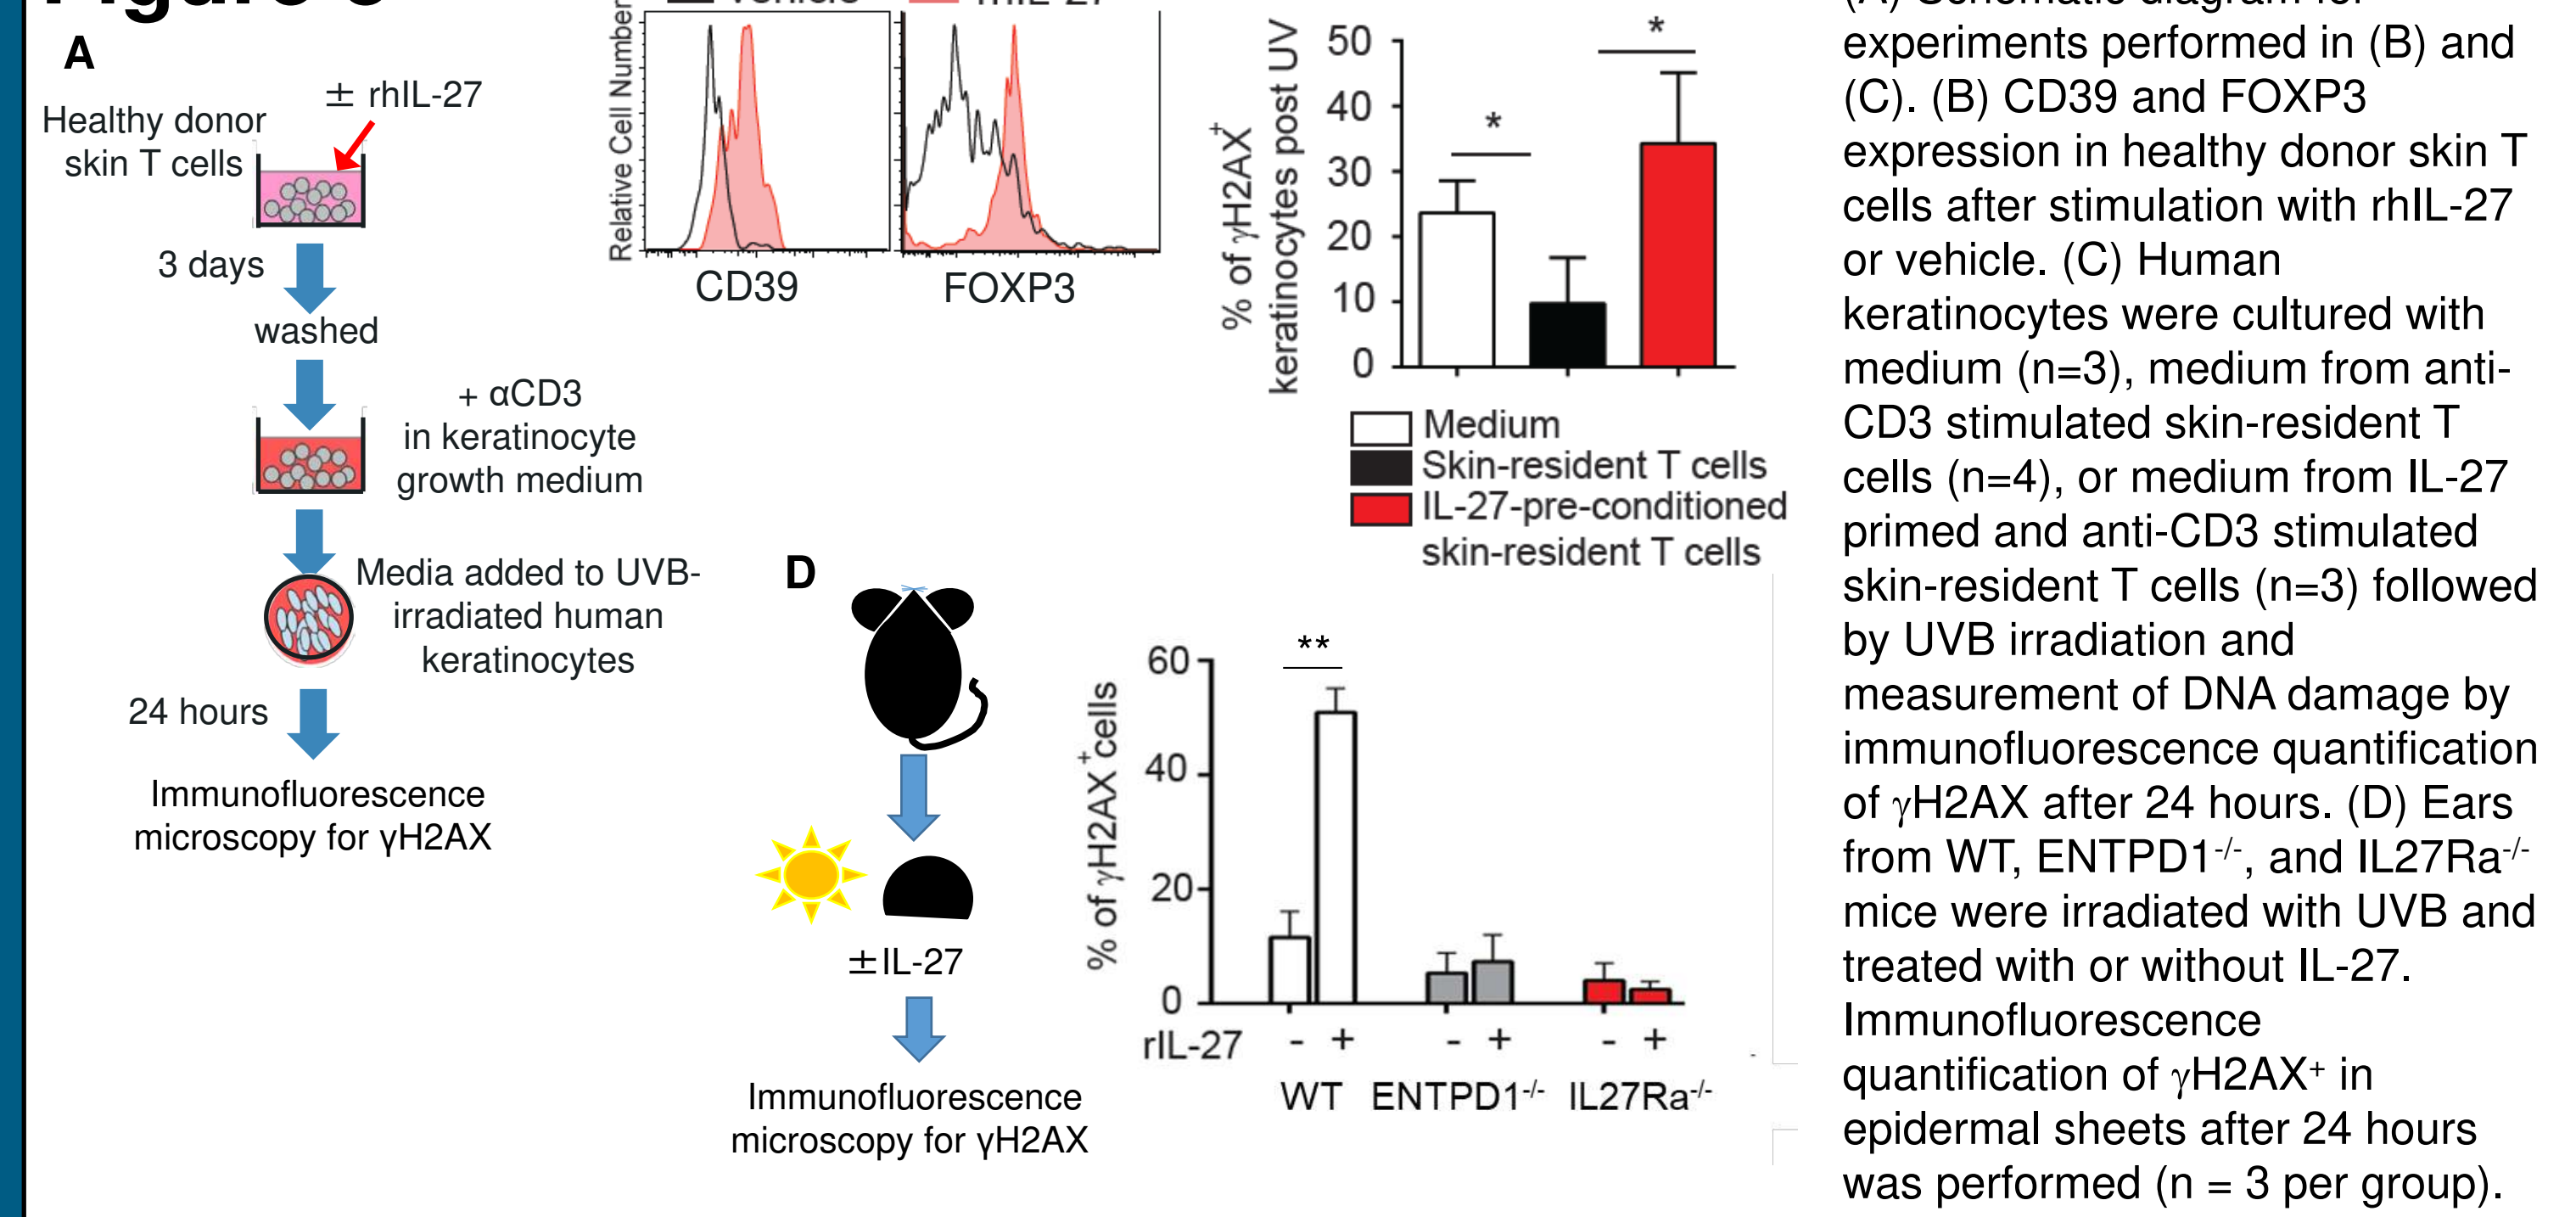 A
± rhIL-27
Healthy donor
skin T cells
3 days
washed
+ αCD3
in keratinocyte
growth medium
Media added to UVB-
irradiated human
keratinocytes
24 hours
Immunofluorescence
microscopy for γH2AX
Relative Cell Number
CD39
FOXP3
% of γH2AX+
keratinocytes post UV
50
40
30
20
10
0
*
*
Medium
Skin-resident T cells
IL-27-pre-conditioned
skin-resident T cells
D
±IL-27
Immunofluorescence
microscopy for γH2AX
% of γH2AX+cells
60
40
20
0
**
rIL-27 - + - + - +
WT ENTPD1-/- IL27Ra-/-
(A) Schematic diagram for
experiments performed in (B) and
(C). (B) CD39 and FOXP3
expression in healthy donor skin T
cells after stimulation with rhIL-27
or vehicle. (C) Human
keratinocytes were cultured with
medium (n=3), medium from anti-
CD3 stimulated skin-resident T
cells (n=4), or medium from IL-27
primed and anti-CD3 stimulated
skin-resident T cells (n=3) followed
by UVB irradiation and
measurement of DNA damage by
immunofluorescence quantification
of γH2AX after 24 hours. (D) Ears
from WT, ENTPD1-/-, and IL27Ra-/-
mice were irradiated with UVB and
treated with or without IL-27.
Immunofluorescence
quantification of γH2AX+ in
epidermal sheets after 24 hours
was performed (n = 3 per group).